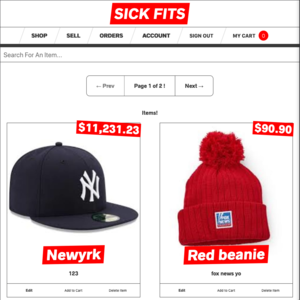 SICK FITS
SHOP SELL ORDERS ACCOUNT SIGN OUT MY CART 0
Search For An Item...
← Prev Page 1 of 2 ! Next →
Items!
$11,231.23
$90.90
NY
Newyrk
Red beanie
123
fox news yo
Edit Add to Cart Delete Item
Edit Add to Cart Delete Item